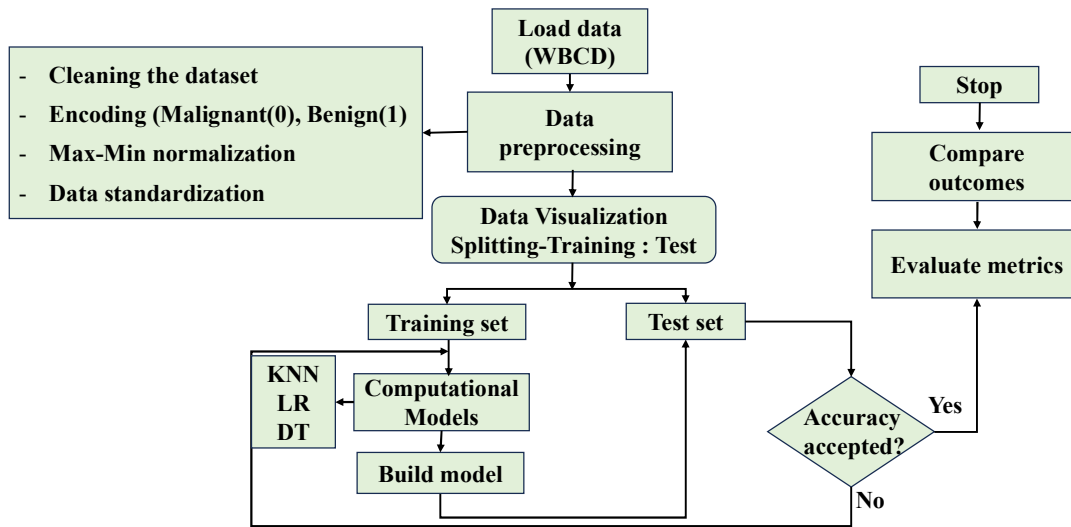 Load data
(WBCD)
- Cleaning the dataset
- Encoding (Malignant(0), Benign(1)
- Max-Min normalization
- Data standardization
Data
preprocessing
Stop
Compare
outcomes
Data Visualization
Splitting-Training : Test
Evaluate metrics
Training set
Test set
KNN
LR
DT
Computational
Models
Accuracy
accepted?
Yes
Build model
No